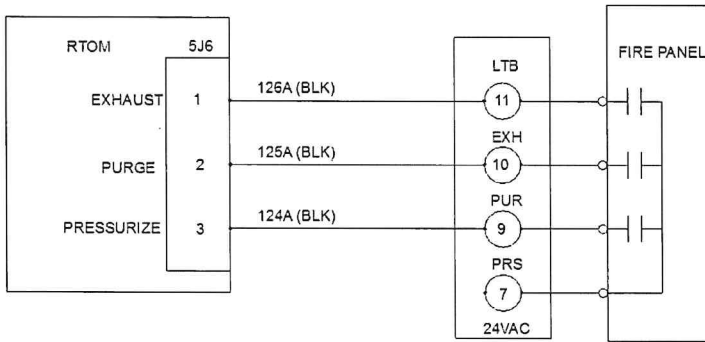 RTOM
5J6
EXHAUST
1
126A (BLK)
PURGE
2
125A (BLK)
PRESSURIZE
3
124A (BLK)
LTB
11
EXH
10
PUR
9
PRS
7
24VAC
FIRE PANEL